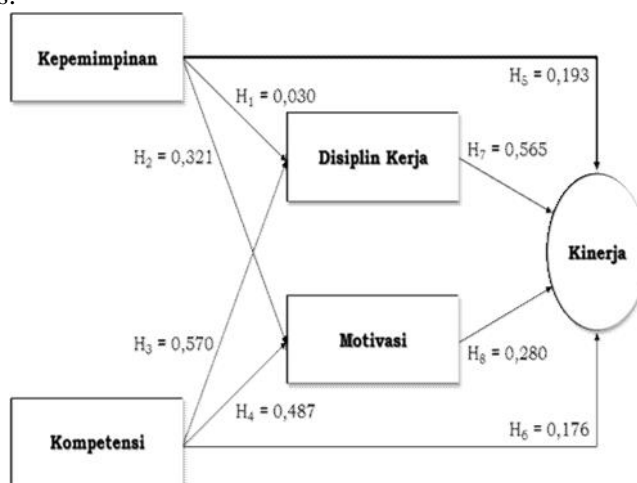 s.
Kepemimpinan
H₅ = 0,193
H₁ = 0,030
H₂ = 0,321
Disiplin Kerja
H₇ = 0,565
Kinerja
H₃ = 0,570
Motivasi
H₈ = 0,280
H₄ = 0,487
H₆ = 0,176
Kompetensi